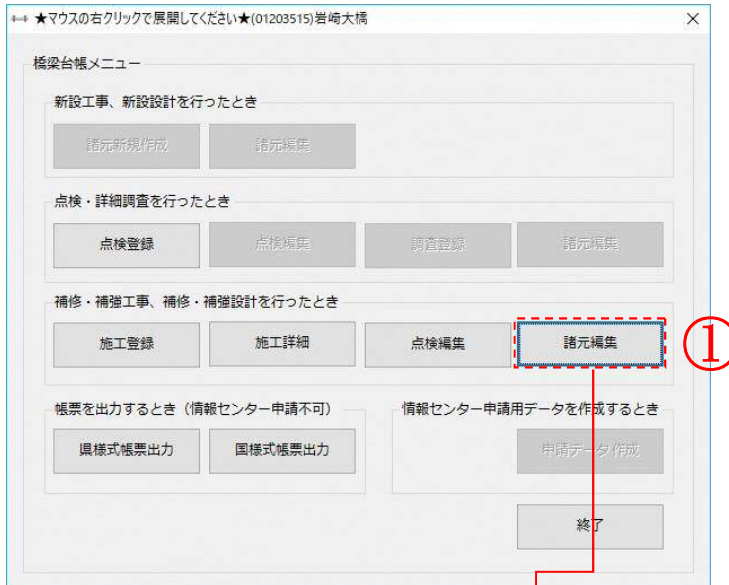 ★マウスの右クリックで展開してください★(01203515)岩崎大橋
橋梁台帳メニュー
新設工事、新設設計を行ったとき
諸元新規作成 諸元編集
点検・詳細調査を行ったとき
点検登録 点検編集 調査登録 諸元編集
補修・補強工事、補修・補強設計を行ったとき
施工登録 施工詳細 点検編集 諸元編集 ①
帳票を出力するとき（情報センター申請不可） 情報センター申請用データを作成するとき
県様式帳票出力 国様式帳票出力 申請データ作成
終了